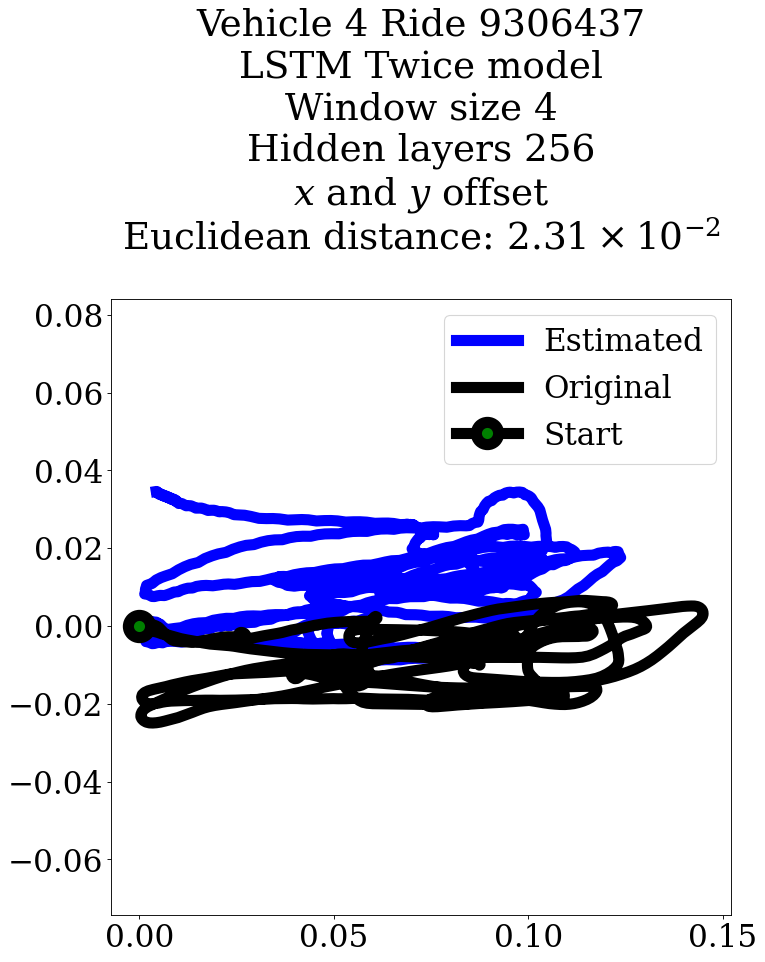 Vehicle 4 Ride 9306437
LSTM Twice model
Window size 4
Hidden layers 256
x and y offset
Euclidean distance: 2.31 × 10⁻²
Estimated
Original
Start
0.08
0.06
0.04
0.02
0.00
−0.02
−0.04
−0.06
0.00 0.05 0.10 0.15